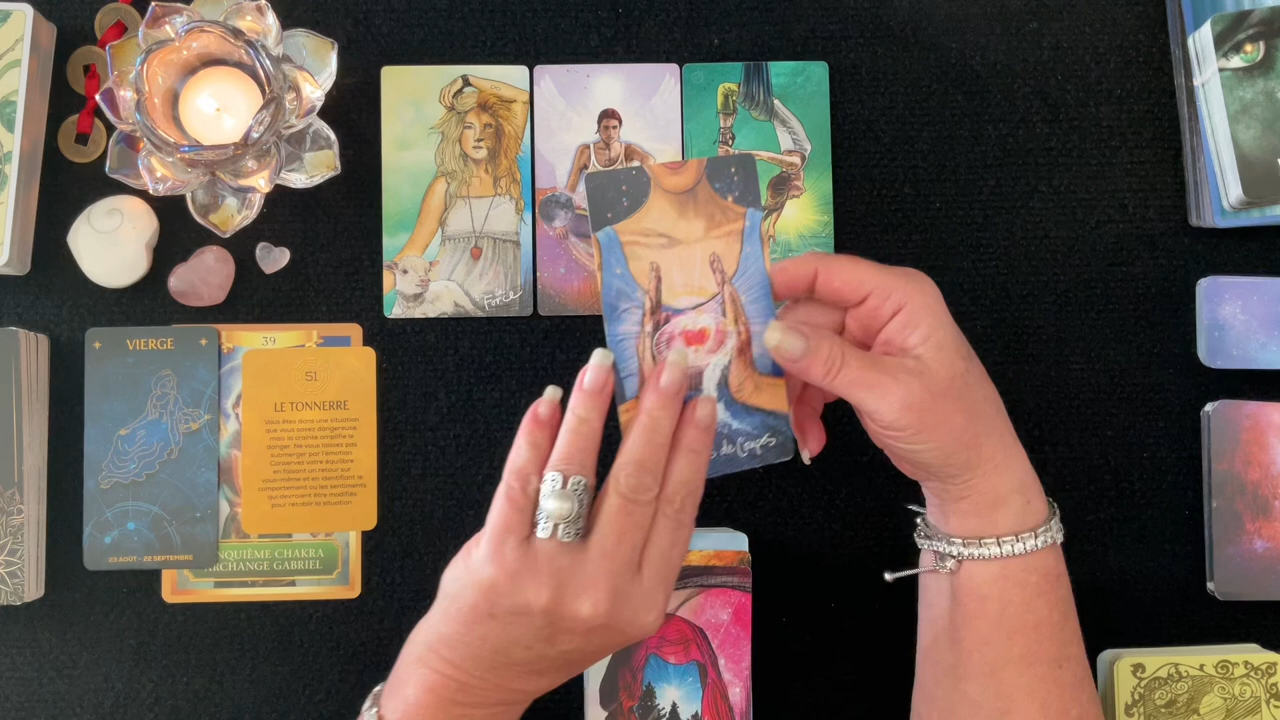 la
Force
de Coupes
VIERGE
23 AOÛT - 22 SEPTEMBRE
39
51
LE TONNERRE
Vous êtes dans une situation
que vous savez dangereuse,
mais la crainte amplifie le
danger. Ne vous laissez pas
submerger par l'émotion.
Conservez votre équilibre
en faisant un retour sur
vous-même et en identifiant le
comportement ou les sentiments
qui devraient être modifiés
pour rétablir la situation.
NQUIÈME CHAKRA
ARCHANGE GABRIEL